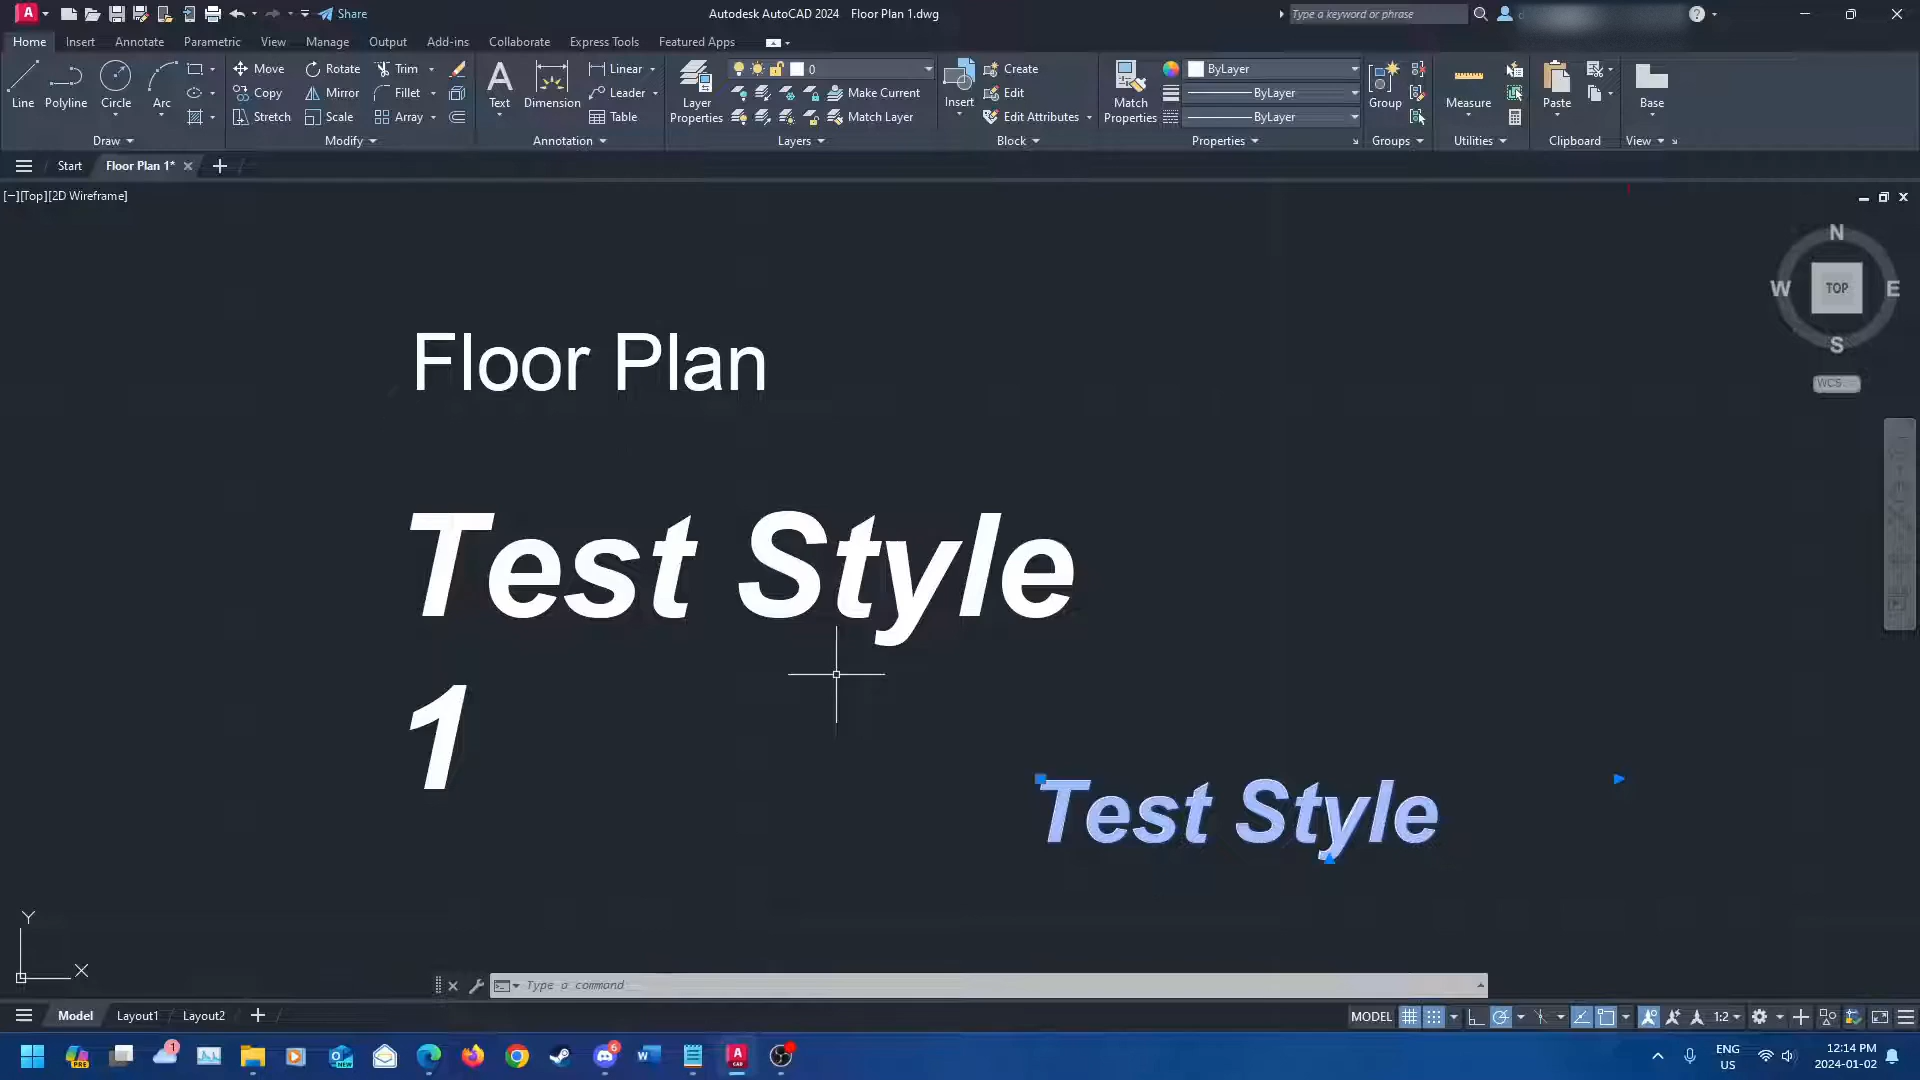 Share
Autodesk AutoCAD 2024 Floor Plan 1.dwg
Type a keyword or phrase
Home Insert Annotate Parametric View Manage Output Add-ins Collaborate Express Tools Featured Apps
Line
Polyline
Circle
Arc
Draw
Move Rotate Trim
Copy Mirror Fillet
Stretch Scale Array
Modify
Text
Dimension
Linear
Leader
Table
Annotation
Layer
Properties
0
Make Current
Match Layer
Layers
Insert
Create
Edit
Edit Attributes
Block
Match
Properties
ByLayer
ByLayer
ByLayer
Properties
Group
Groups
Measure
Utilities
Paste
Clipboard
Base
View
Start Floor Plan 1*
[−][Top][2D Wireframe]
N
W TOP E
S
WCS
Floor Plan
Test Style
1
Test Style
Y
X
Type a command
Model Layout1 Layout2
MODEL 1:2
ENG
US
12:14 PM
2024-01-02